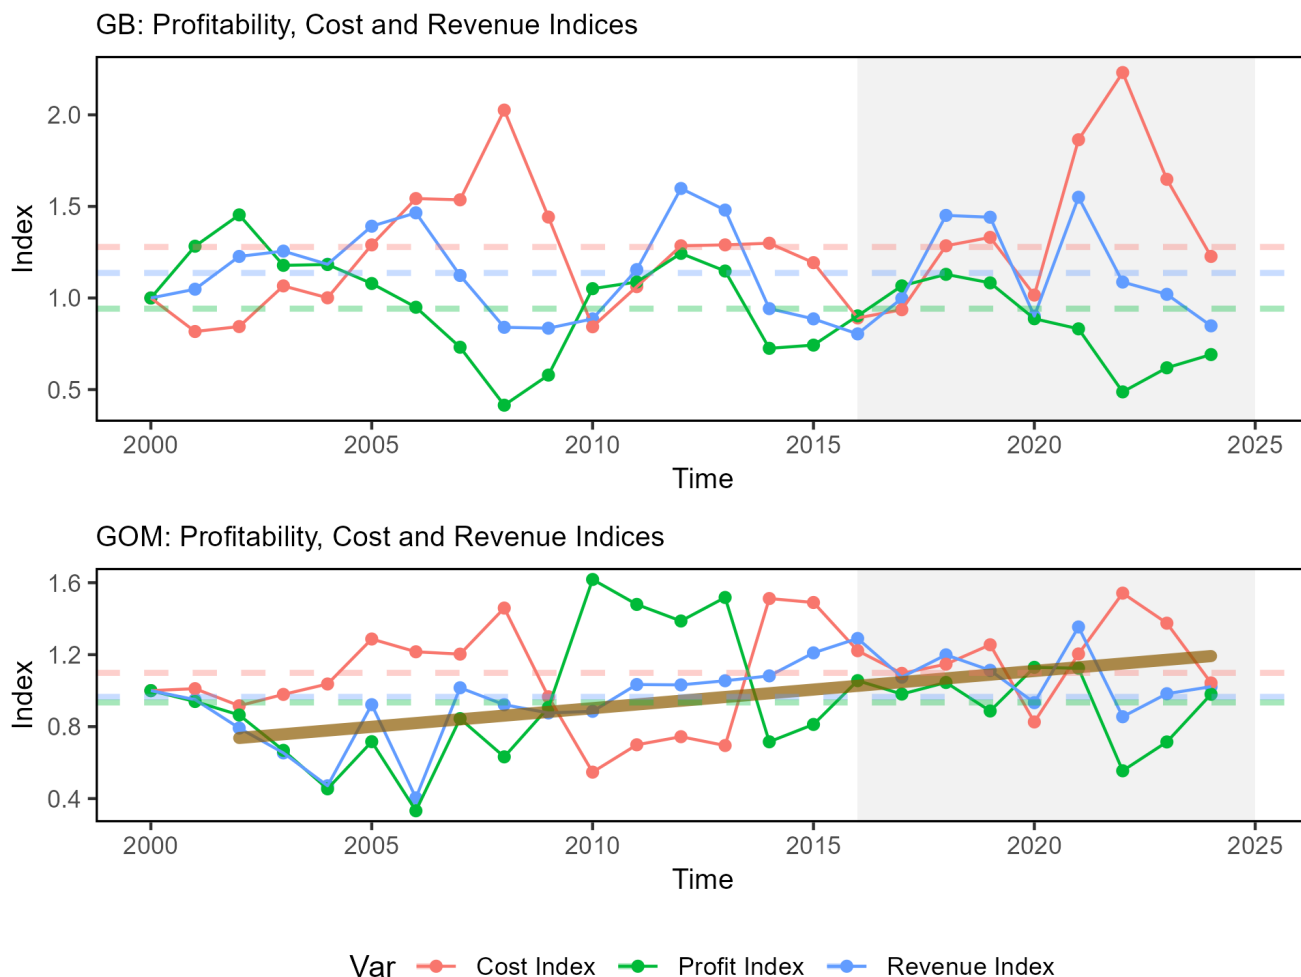 GB: Profitability, Cost and Revenue Indices
Index
2.0
1.5
1.0
0.5
2000 2005 2010 2015 2020 2025
Time
GOM: Profitability, Cost and Revenue Indices
Index
1.6
1.2
0.8
0.4
2000 2005 2010 2015 2020 2025
Time
Var Cost Index Profit Index Revenue Index